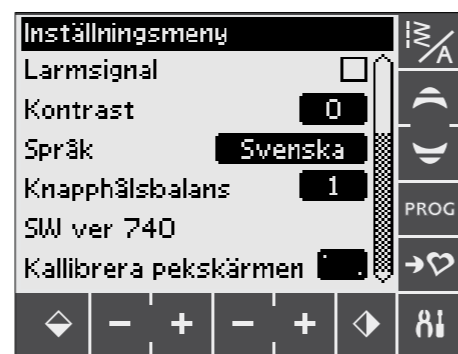 Inställningsmeny
Larmsignal
Kontrast 0
Språk Svenska
Knapphålsbalans 1
SW ver 740
Kallibrera pekskärmen
A
PROG
− + − +